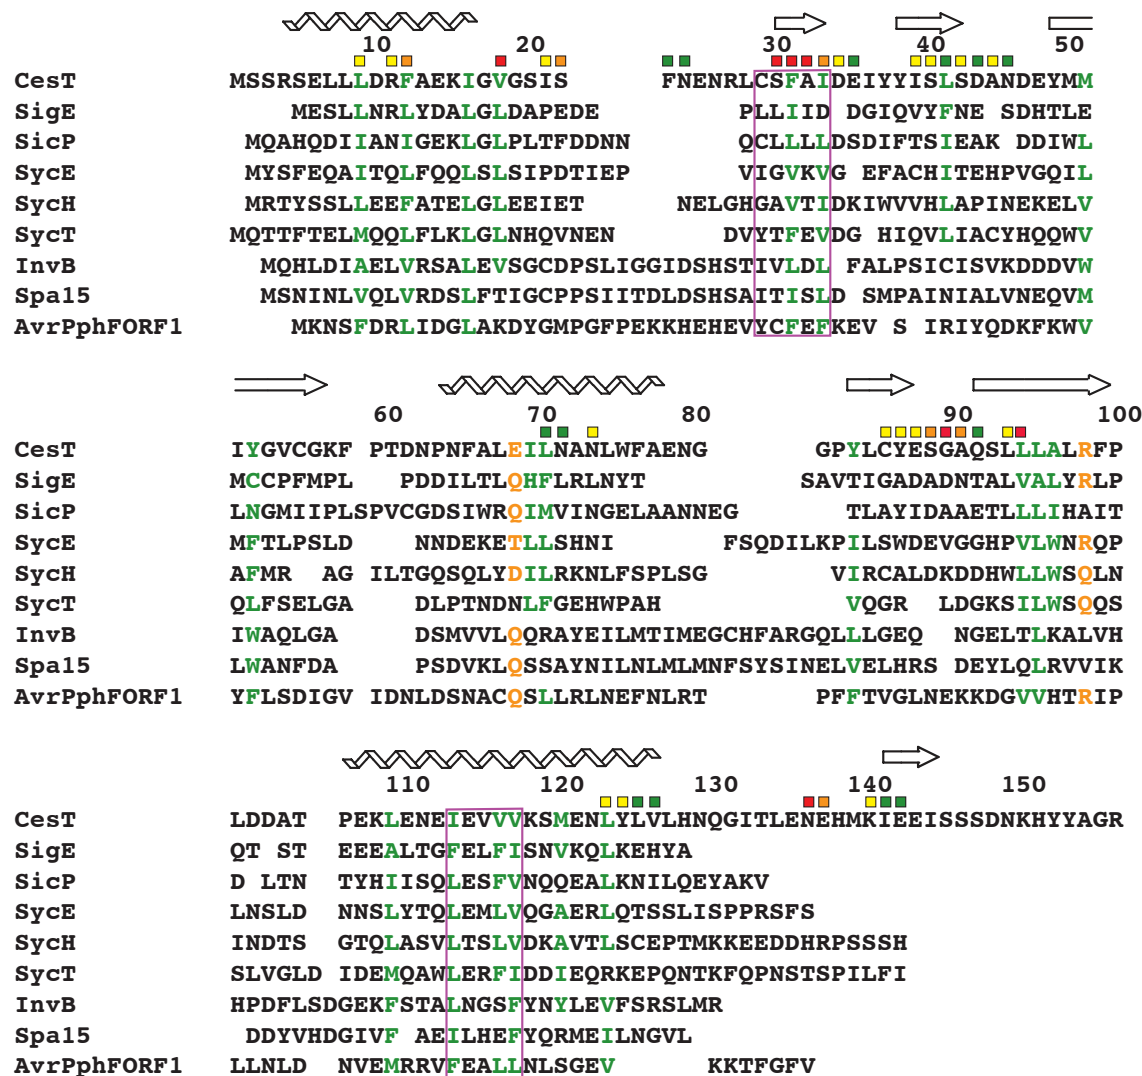 10 20 30 40 50
CesT MSSRSELLLDRFAEKIGVGSIS FNENRLCSFAIDEIYYISLSDANDEYMM
SigE MESLLNRLYDALGLDAPEDE PLLIID DGIQVYFNE SDHTLE
SicP MQAHQDIIANIGEKLGLPLTFDDNN QCLLLLDSDIFTSIEAK DDIWL
SycE MYSFEQAITQLFQQLSLSIPDTIEP VIGVKVG EFACHITEHPVGQIL
SycH MRTYSSLLEEFATELGLEEIET NELGHGAVTIDKIWVVHLAPINEKELV
SycT MQTTFTELMQQLFLKLGLNHQVNEN DVYTFEVDG HIQVLIACYHQQWV
InvB MQHLDIAELVRSALEVSGCDPSLIGGIDSHSTIVLDL FALPSICISVKDDDVW
Spa15 MSNINLVQLVRDSLFTIGCPPSIITDLDSHSAITISLD SMPAINIALVNEQVM
AvrPphFORF1 MKNSFDRLIDGLAKDYGMPGFPEKKHEHEVYCFEFKEV S IRIYQDKFKWV
60 70 80 90 100
CesT IYGVCGKF PTDNPNFALEILNANLWFAENG GPYLCYESGAQSLLLALRFP
SigE MCCPFMPL PDDILTLQHFLRLNYT SAVTIGADADNTALVALYRLP
SicP LNGMIIPLSPVCGDSIWRQIMVINGELAANNEG TLAYIDAAETLLLIHAIT
SycE MFTLPSLD NNDEKETLLSHNI FSQDILKPILSWDEVGGHPVLWNRQP
SycH AFMR AG ILTGQSQLYDILRKNLFSPLSG VIRCALDKDDHWLLWSQLN
SycT QLFSELGA DLPTNDNLFGEHWPAH VQGR LDGKSILWSQQS
InvB IWAQLGA DSMVVLQQRAYEILMTIMEGCHFARGQLLLGEQ NGELTLKALVH
Spa15 LWANFDA PSDVKLQSSAYNILNLMLMNFSYSINELVELHRS DEYLQLRVVIK
AvrPphFORF1 YFLSDIGV IDNLDSNACQSLLRLNEFNLRT PFFTVGLNEKKDGVVHTRIP
110 120 130 140 150
CesT LDDAT PEKLENEIEVVVKSMENLYLVLHNQGITLENEHMKIEEISSSDNKHYYAGR
SigE QT ST EEEALTGFELFISNVKQLKEHYA
SicP D LTN TYHIISQLESFVNQQEALKNILQEYAKV
SycE LNSLD NNSLYTQLEMLVQGAERLQTSSLISPPRSFS
SycH INDTS GTQLASVLTSLVDKAVTLSCEPTMKKEEDDHRPSSSH
SycT SLVGLD IDEMQAWLERFIDDIEQRKEPQNTKFQPNSTSPILFI
InvB HPDFLSDGEKFSTALNGSFYNYLEVFSRSLMR
Spa15 DDYVHDGIVF AEILHEFYQRMEILNGVL
AvrPphFORF1 LLNLD NVEMRRVFEALLNLSGEV KKTFGFV